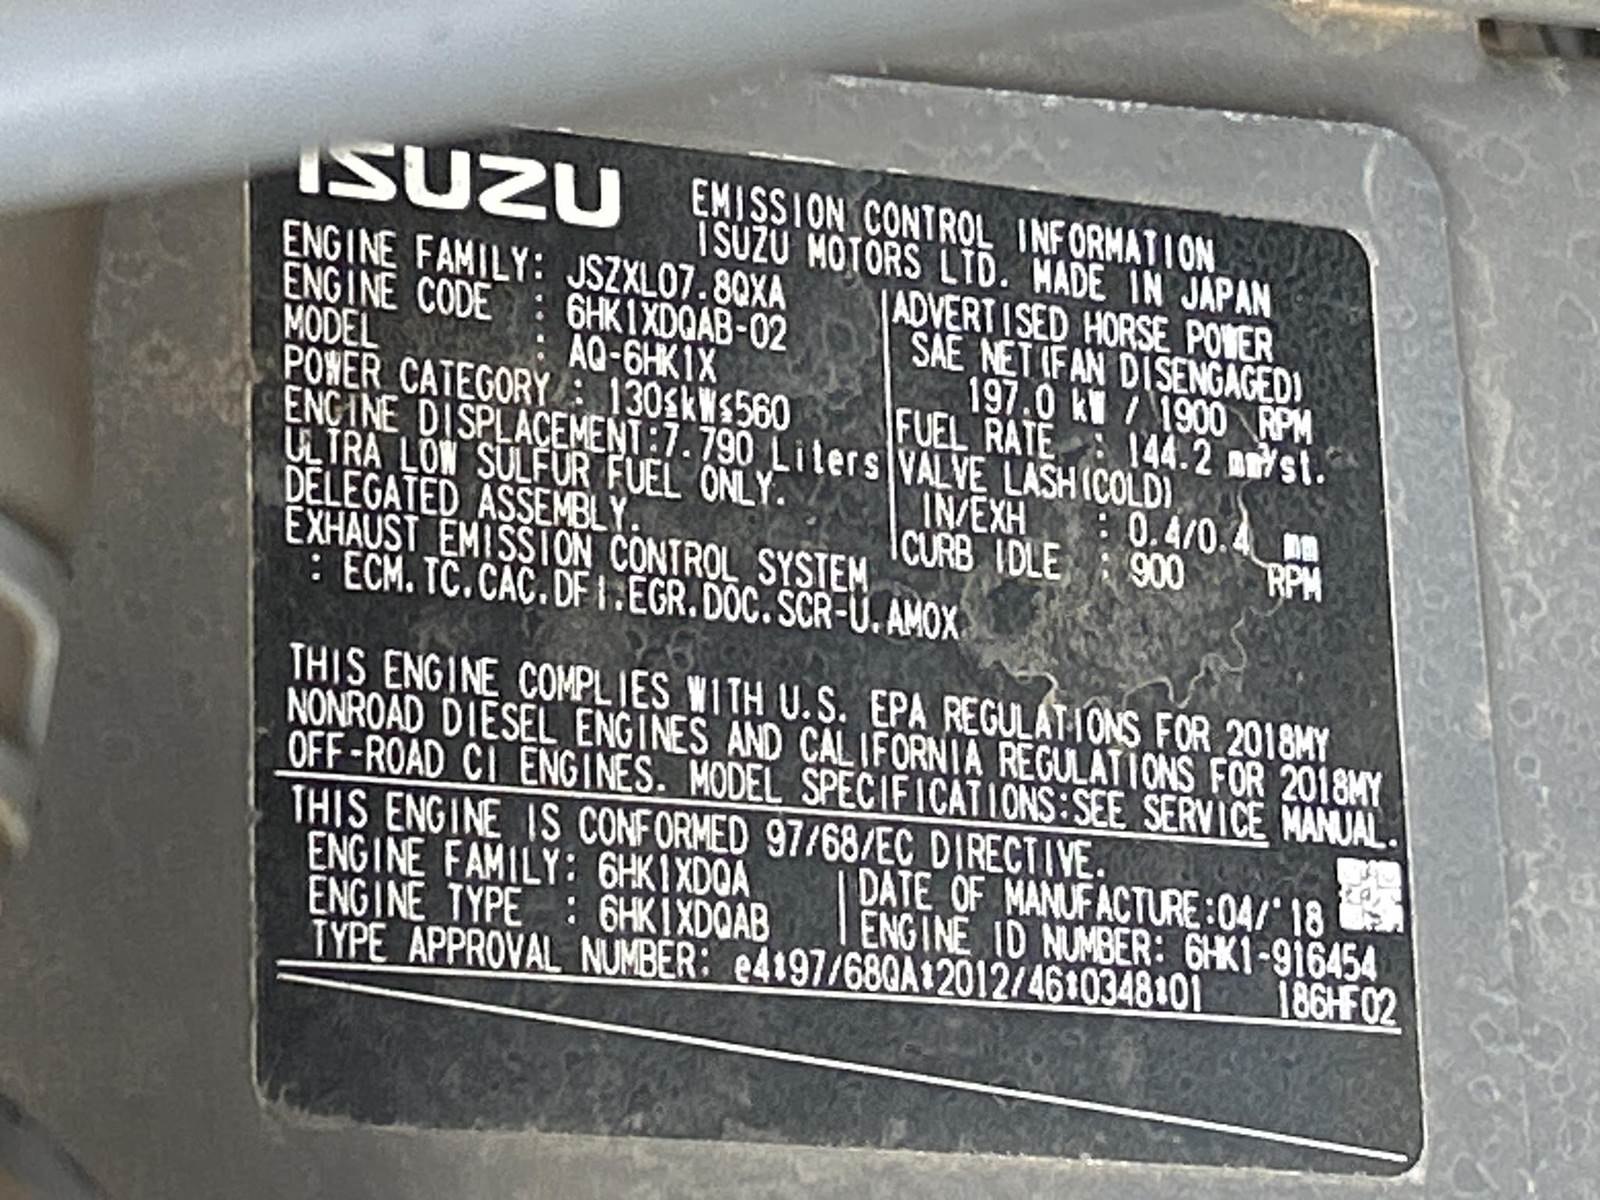 ISUZU
EMISSION CONTROL INFORMATION
ISUZU MOTORS LTD. MADE IN JAPAN
ENGINE FAMILY: JSZXL07.8QXA
ENGINE CODE : 6HK1XDQAB-02
MODEL : AQ-6HK1X
POWER CATEGORY : 130≤kW≤560
ENGINE DISPLACEMENT:7.790 Liters
ULTRA LOW SULFUR FUEL ONLY.
DELEGATED ASSEMBLY.
EXHAUST EMISSION CONTROL SYSTEM
: ECM.TC.CAC.DFI.EGR.DOC.SCR-U.AMOX
ADVERTISED HORSE POWER
SAE NET(FAN DISENGAGED)
197.0 kW / 1900 RPM
FUEL RATE : 144.2 mm³/st.
VALVE LASH(COLD)
IN/EXH : 0.4/0.4 mm
CURB IDLE : 900 RPM
THIS ENGINE COMPLIES WITH U.S. EPA REGULATIONS FOR 2018MY
NONROAD DIESEL ENGINES AND CALIFORNIA REGULATIONS FOR 2018MY
OFF-ROAD CI ENGINES. MODEL SPECIFICATIONS:SEE SERVICE MANUAL.
THIS ENGINE IS CONFORMED 97/68/EC DIRECTIVE.
ENGINE FAMILY: 6HK1XDQA
ENGINE TYPE : 6HK1XDQAB
DATE OF MANUFACTURE:04/'18
ENGINE ID NUMBER: 6HK1-916454
TYPE APPROVAL NUMBER: e4*97/68QA*2012/46*0348*01 186HF02